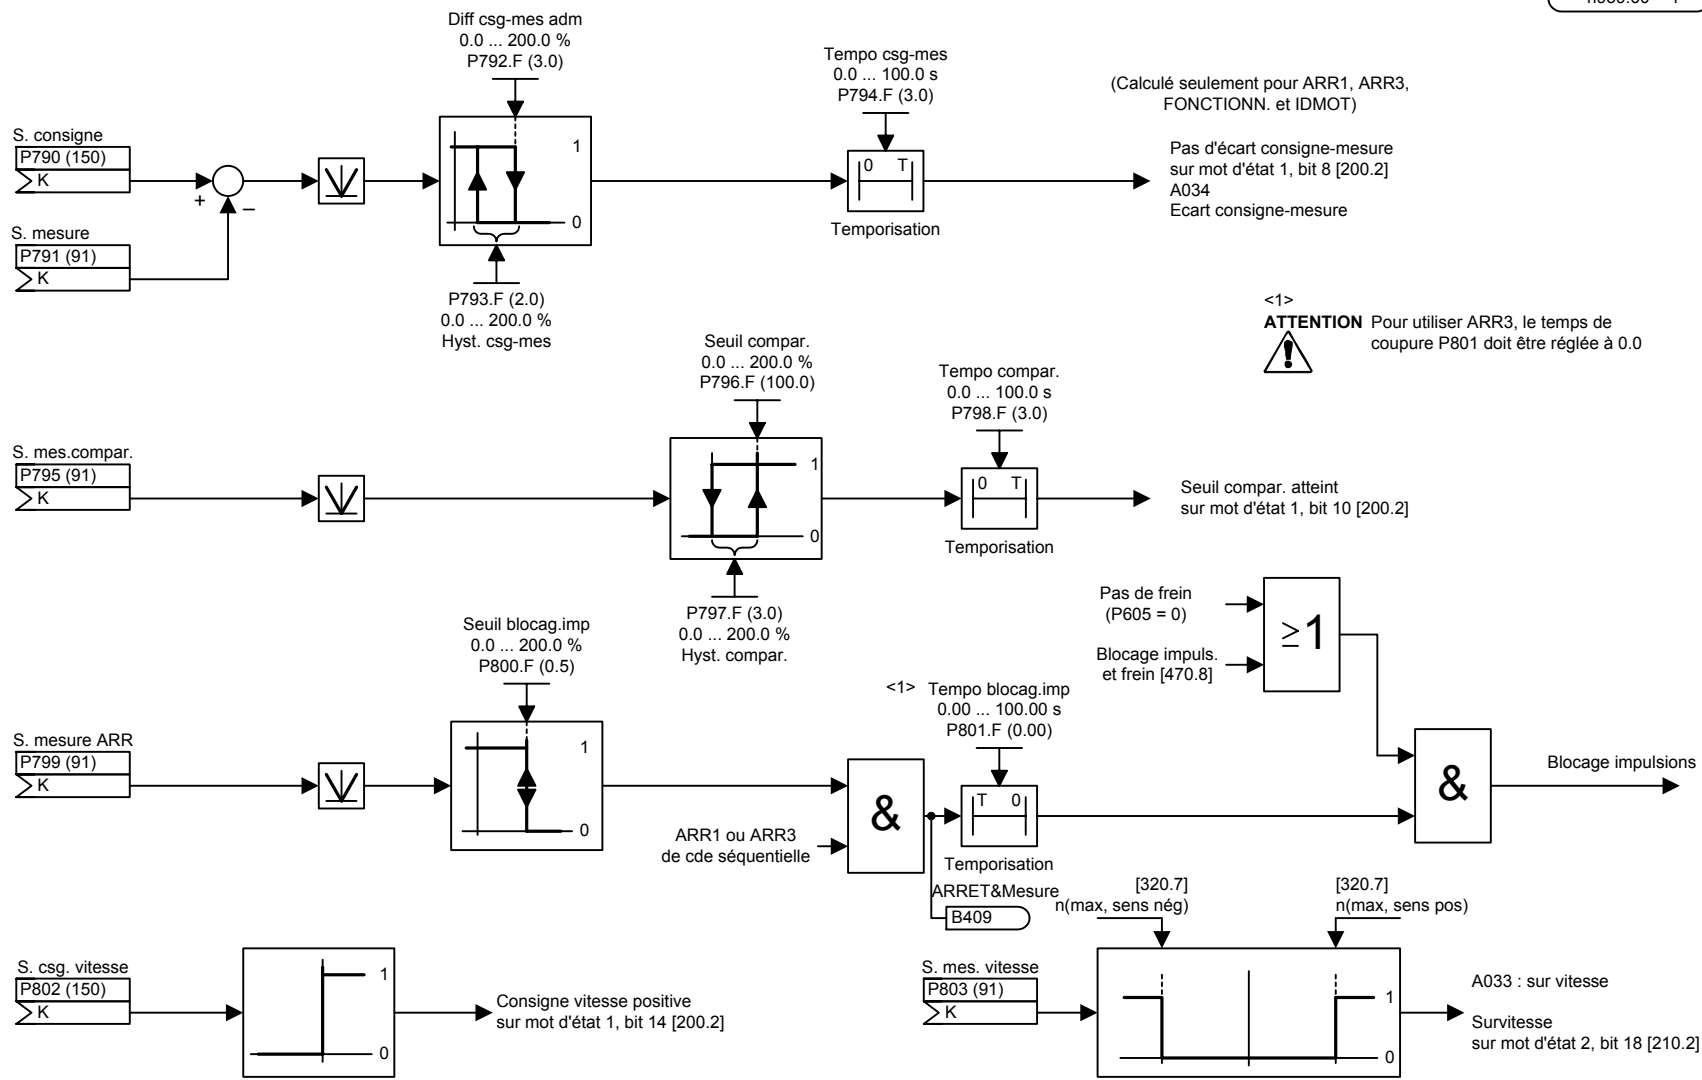 Diff csg-mes adm
0.0 ... 200.0 %
P792.F (3.0)
Tempo csg-mes
0.0 ... 100.0 s
P794.F (3.0)
(Calculé seulement pour ARR1, ARR3,
FONCTIONN. et IDMOT)
S. consigne
P790 (150)
K
+
–
1
0
0 T
Temporisation
Pas d'écart consigne-mesure
sur mot d'état 1, bit 8 [200.2]
A034
Ecart consigne-mesure
S. mesure
P791 (91)
K
P793.F (2.0)
0.0 ... 200.0 %
Hyst. csg-mes
<1>
ATTENTION Pour utiliser ARR3, le temps de
coupure P801 doit être réglée à 0.0
Seuil compar.
0.0 ... 200.0 %
P796.F (100.0)
Tempo compar.
0.0 ... 100.0 s
P798.F (3.0)
S. mes.compar.
P795 (91)
K
1
0
0 T
Temporisation
Seuil compar. atteint
sur mot d'état 1, bit 10 [200.2]
P797.F (3.0)
0.0 ... 200.0 %
Hyst. compar.
Pas de frein
(P605 = 0)
Blocage impuls.
et frein [470.8]
≥1
Seuil blocag.imp
0.0 ... 200.0 %
P800.F (0.5)
<1> Tempo blocag.imp
0.00 ... 100.00 s
P801.F (0.00)
S. mesure ARR
P799 (91)
K
1
0
ARR1 ou ARR3
de cde séquentielle
&
T 0
Temporisation
&
Blocage impulsions
ARRET&Mesure
B409
[320.7]
n(max, sens nég)
[320.7]
n(max, sens pos)
S. csg. vitesse
P802 (150)
K
1
0
Consigne vitesse positive
sur mot d'état 1, bit 14 [200.2]
S. mes. vitesse
P803 (91)
K
1
0
A033 : sur vitesse
Survitesse
sur mot d'état 2, bit 18 [210.2]